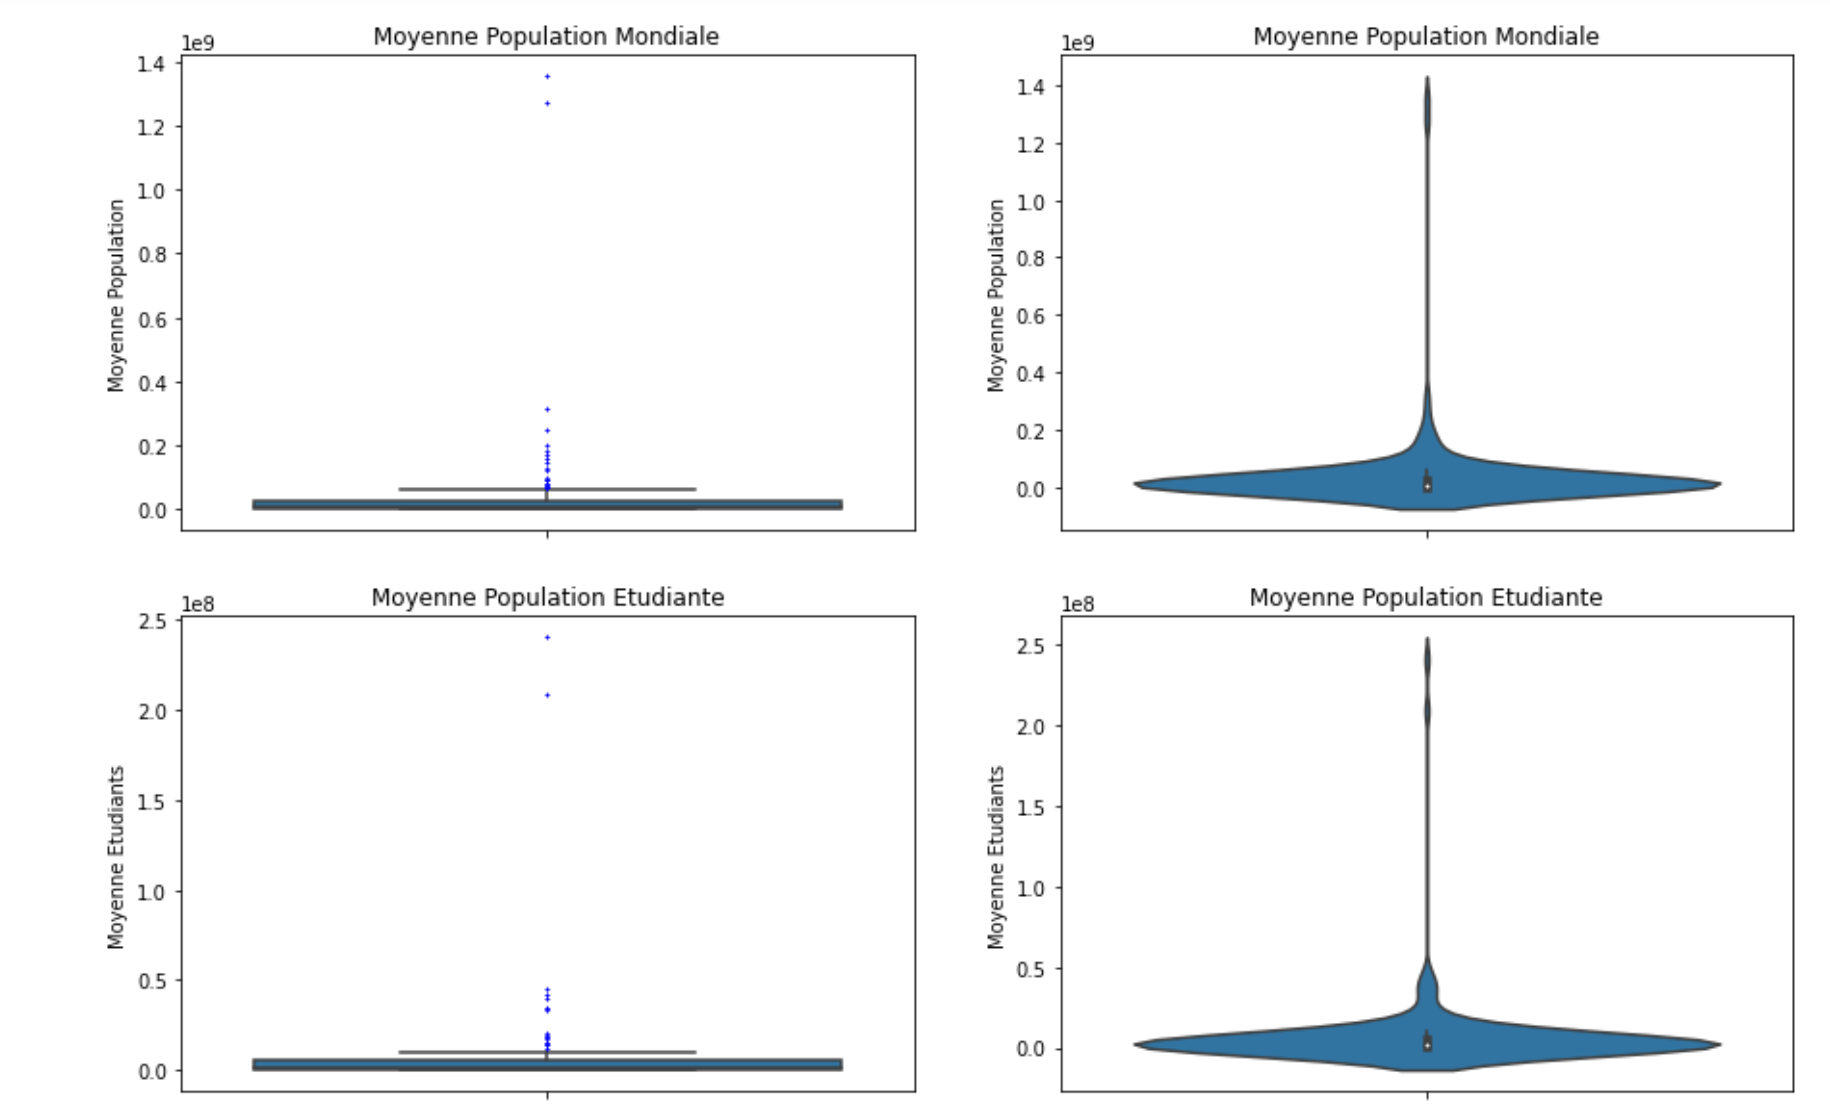 Moyenne Population Mondiale
1e9
1.4
1.2
1.0
0.8
0.6
0.4
0.2
0.0
Moyenne Population
Moyenne Population Mondiale
1e9
1.4
1.2
1.0
0.8
0.6
0.4
0.2
0.0
Moyenne Population
Moyenne Population Etudiante
1e8
2.5
2.0
1.5
1.0
0.5
0.0
Moyenne Etudiants
Moyenne Population Etudiante
1e8
2.5
2.0
1.5
1.0
0.5
0.0
Moyenne Etudiants